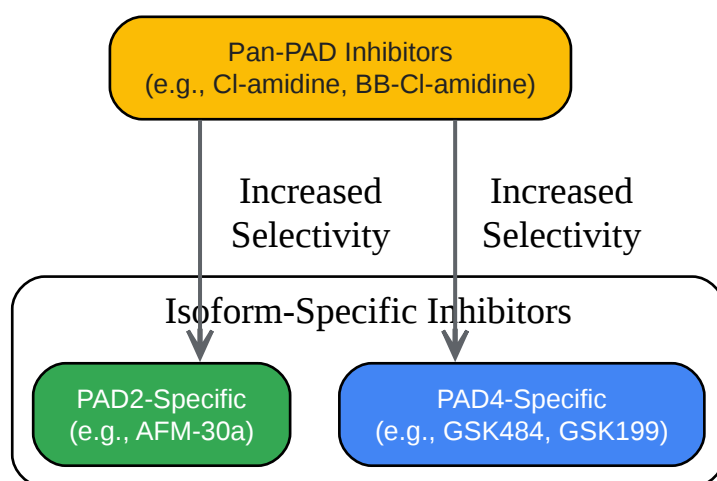 Pan-PAD Inhibitors
(e.g., Cl-amidine, BB-Cl-amidine)
Increased
Selectivity
Increased
Selectivity
Isoform-Specific Inhibitors
PAD2-Specific
(e.g., AFM-30a)
PAD4-Specific
(e.g., GSK484, GSK199)